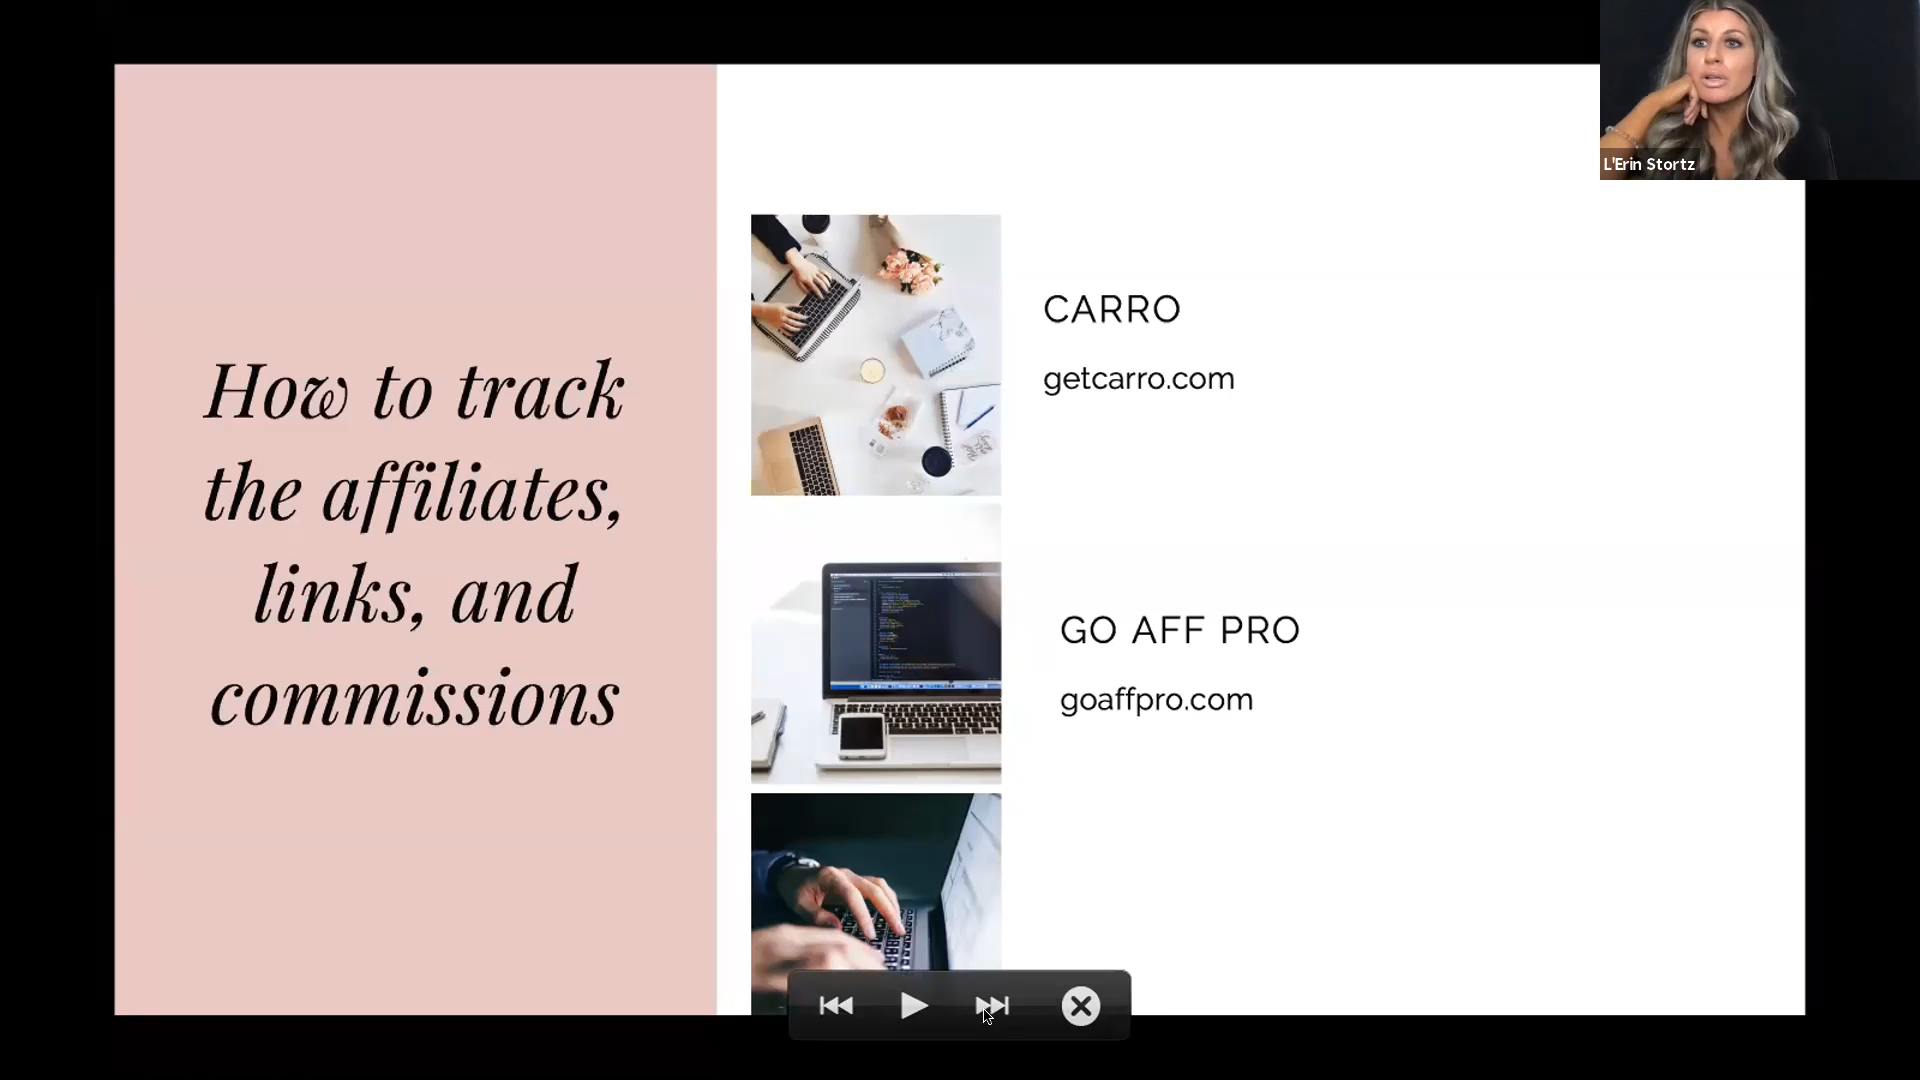 L'Erin Stortz
How to track
the affiliates,
links, and
commissions
CARRO
getcarro.com
GO AFF PRO
goaffpro.com